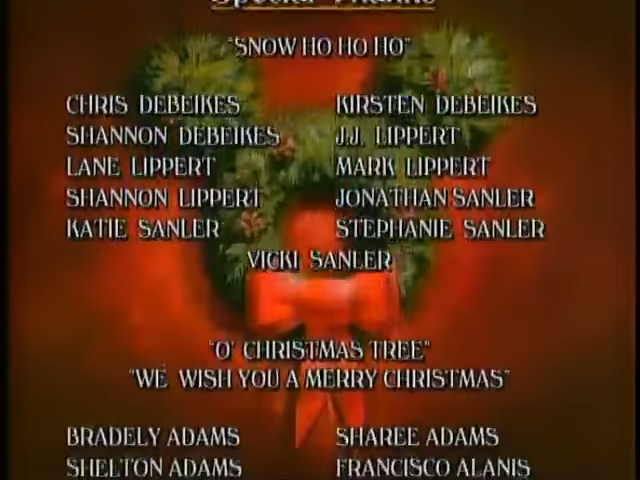 Special Thanks
"SNOW HO HO HO"
CHRIS DEBEIKES KIRSTEN DEBEIKES
SHANNON DEBEIKES J.J. LIPPERT
LANE LIPPERT MARK LIPPERT
SHANNON LIPPERT JONATHAN SANLER
KATIE SANLER STEPHANIE SANLER
VICKI SANLER
"O' CHRISTMAS TREE"
"WE WISH YOU A MERRY CHRISTMAS"
BRADELY ADAMS SHAREE ADAMS
SHELTON ADAMS FRANCISCO ALANIS